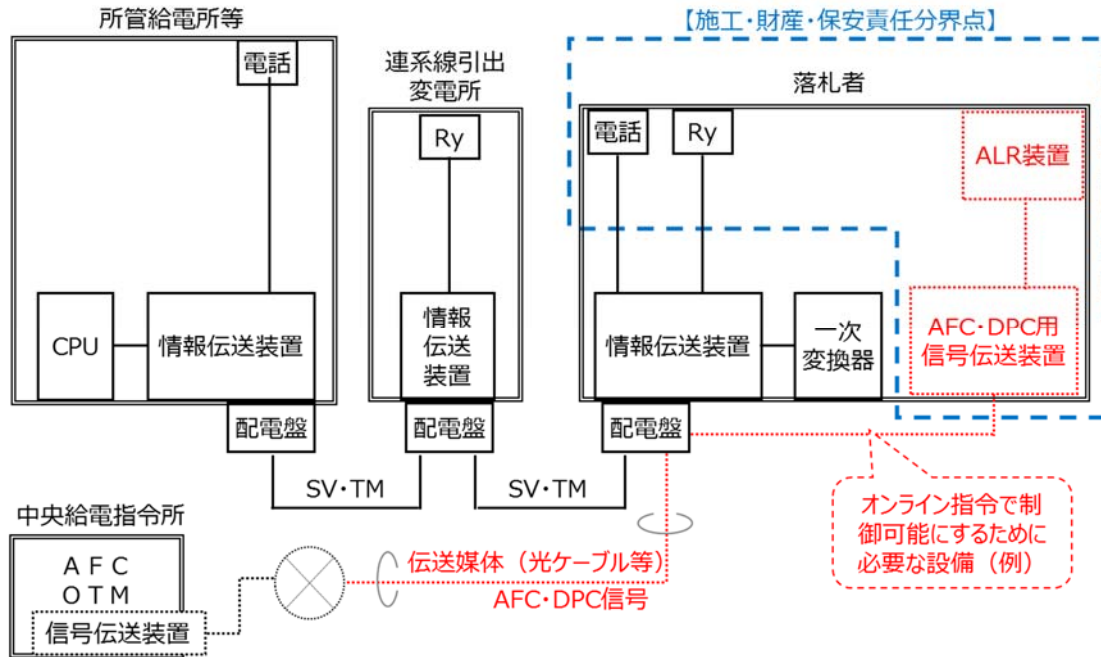 所管給電所等
電話
CPU
情報伝送装置
配電盤
連系線引出
変電所
Ry
情報
伝送
装置
配電盤
【施工・財産・保安責任分界点】
落札者
電話
Ry
ALR装置
情報伝送装置
一次
変換器
AFC・DPC用
信号伝送装置
配電盤
SV・TM
SV・TM
オンライン指令で制
御可能にするために
必要な設備（例）
中央給電指令所
ＡＦＣ
ＯＴＭ
信号伝送装置
伝送媒体（光ケーブル等）
AFC・DPC信号